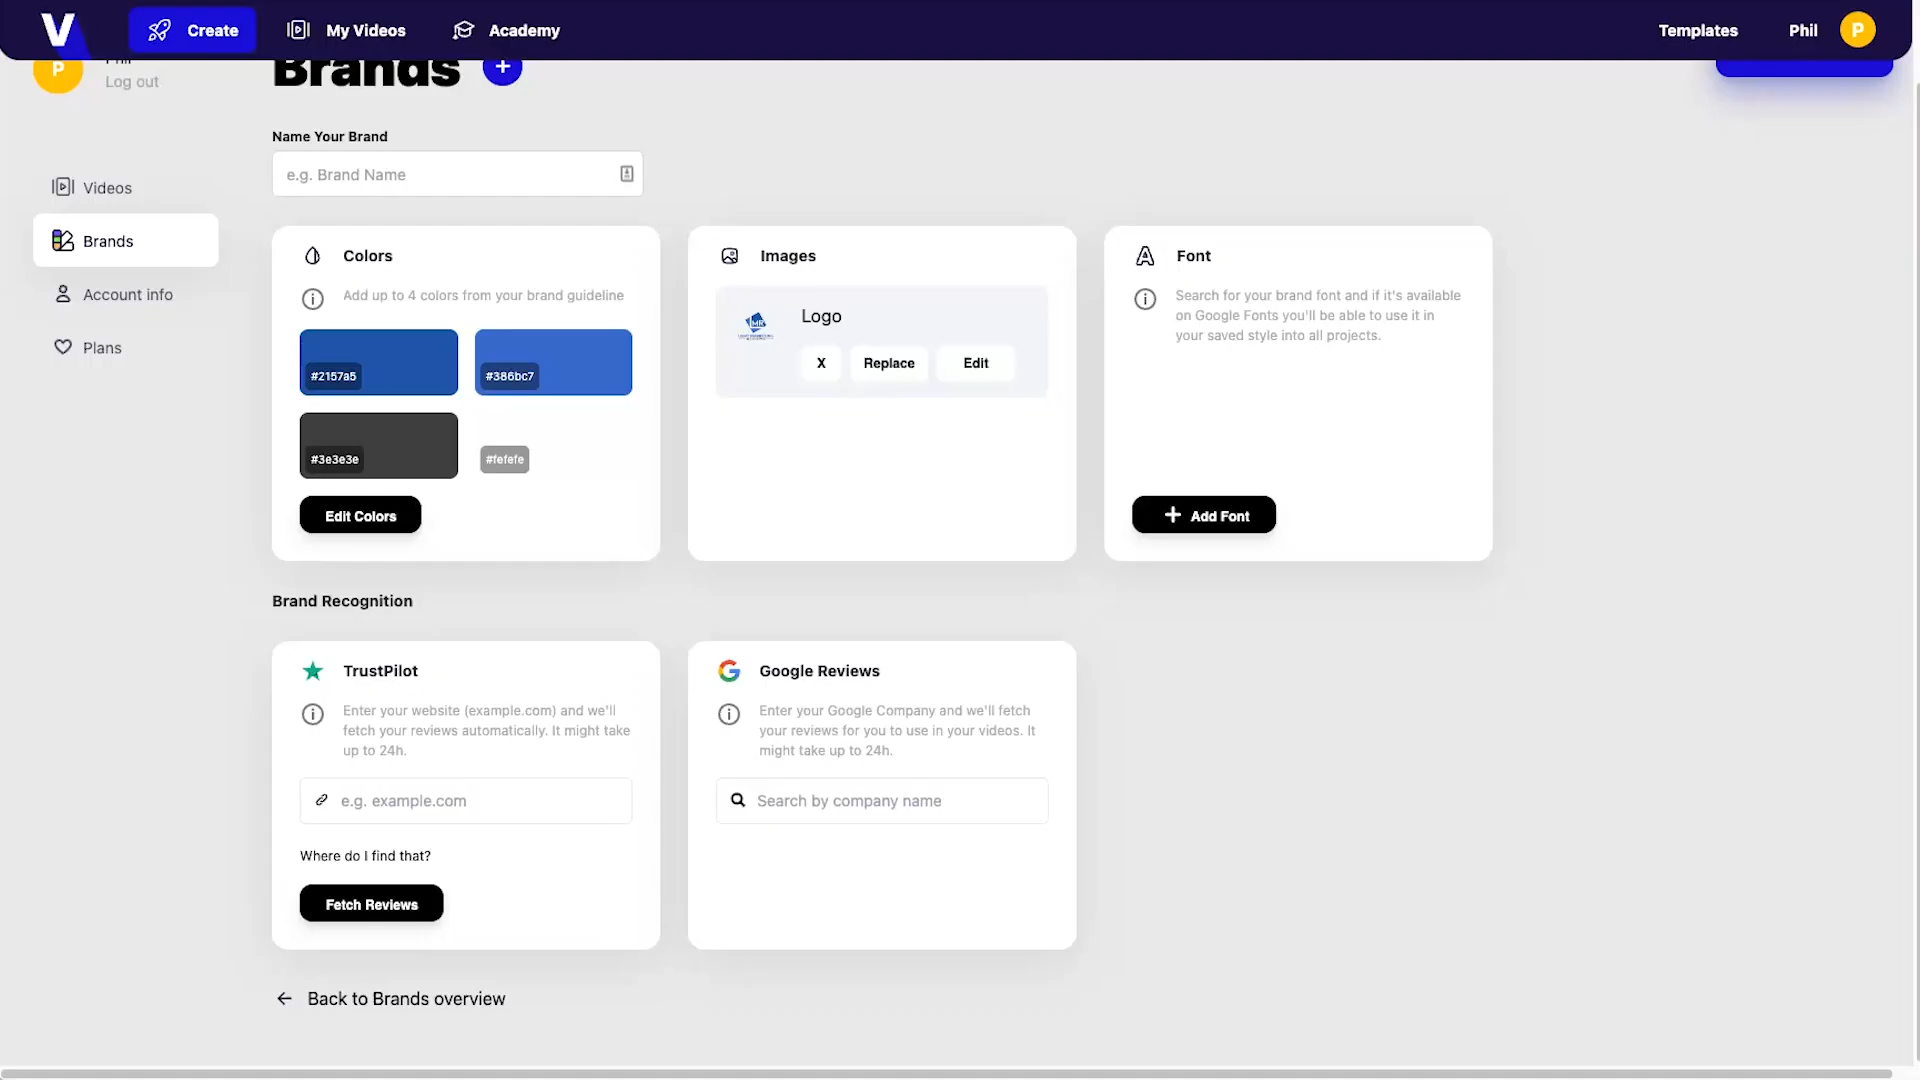 V
Create
My Videos
Academy
Templates
Phil
P
P
Log out
Brands
+
Name Your Brand
e.g. Brand Name
Videos
Brands
Account info
Plans
Colors
Add up to 4 colors from your brand guideline
#2157a5
#386bc7
#3e3e3e
#fefefe
Edit Colors
Images
Logo
X
Replace
Edit
Font
Search for your brand font and if it's available
on Google Fonts you'll be able to use it in
your saved style into all projects.
Add Font
Brand Recognition
TrustPilot
Enter your website (example.com) and we'll
fetch your reviews automatically. It might take
up to 24h.
e.g. example.com
Where do I find that?
Fetch Reviews
Google Reviews
Enter your Google Company and we'll fetch
your reviews for you to use in your videos. It
might take up to 24h.
Search by company name
Back to Brands overview